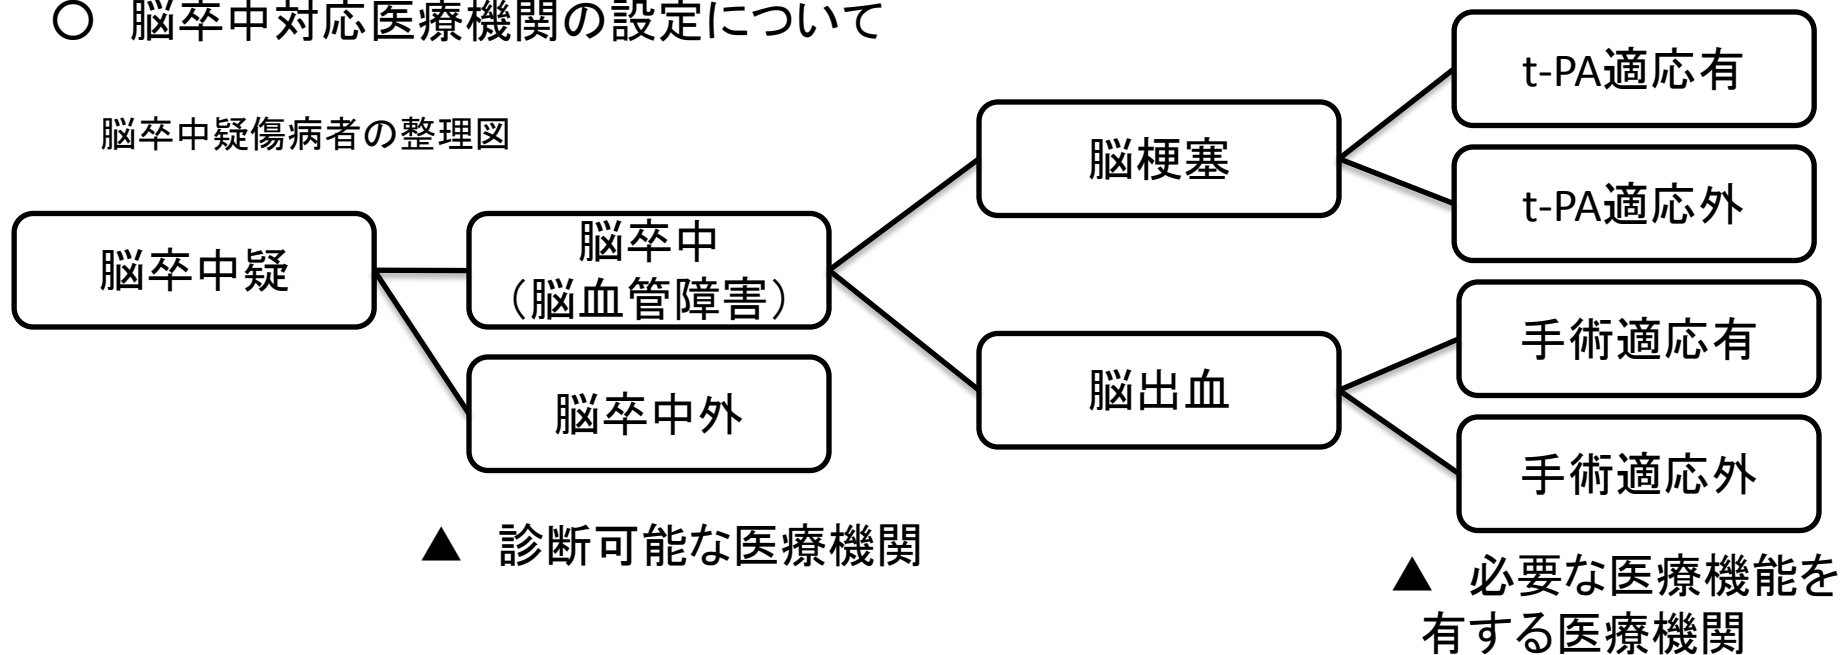 ○ 脳卒中対応医療機関の設定について
脳卒中疑傷病者の整理図
脳卒中疑
脳卒中
（脳血管障害）
脳卒中外
脳梗塞
脳出血
t-PA適応有
t-PA適応外
手術適応有
手術適応外
▲ 診断可能な医療機関
▲ 必要な医療機能を
有する医療機関